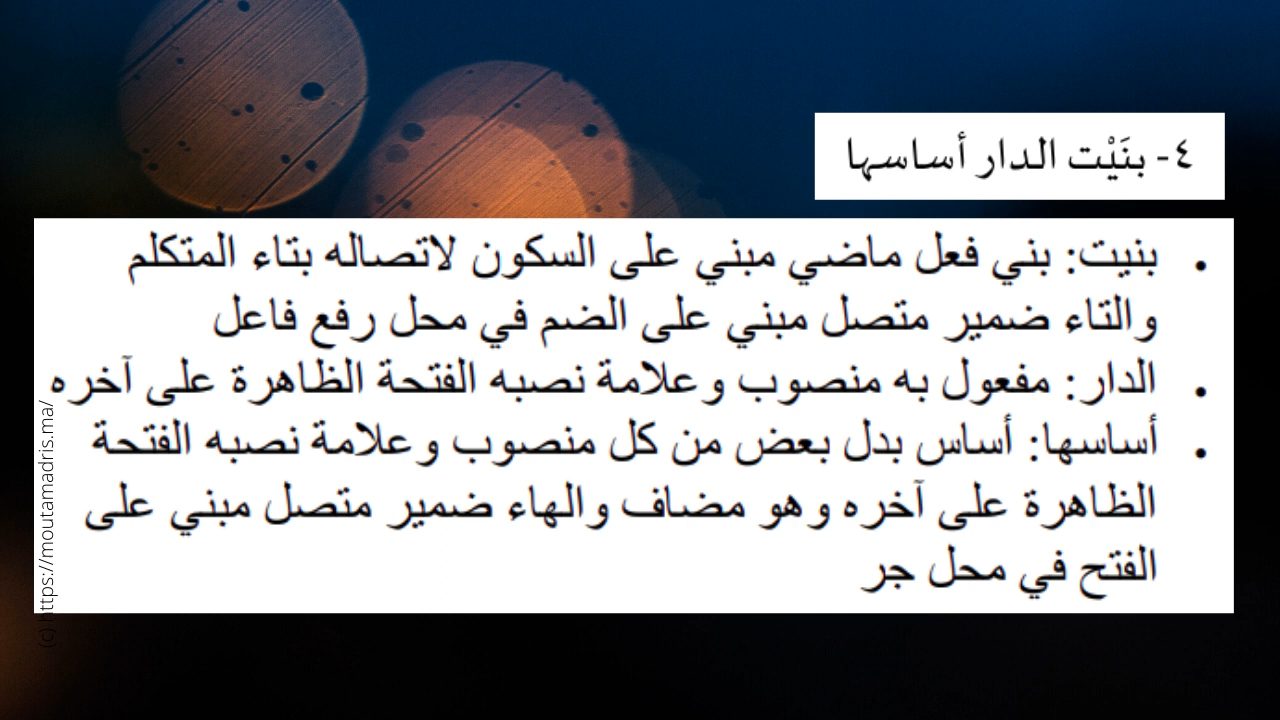 ٤- بنَيْت الدار أساسها
• بنيت: بني فعل ماضي مبني على السكون لاتصاله بتاء المتكلم
والتاء ضمير متصل مبني على الضم في محل رفع فاعل
• الدار: مفعول به منصوب وعلامة نصبه الفتحة الظاهرة على آخره
• أساسها: أساس بدل بعض من كل منصوب وعلامة نصبه الفتحة
الظاهرة على آخره وهو مضاف والهاء ضمير متصل مبني على
الفتح في محل جر
(c) https://moutamadris.ma/